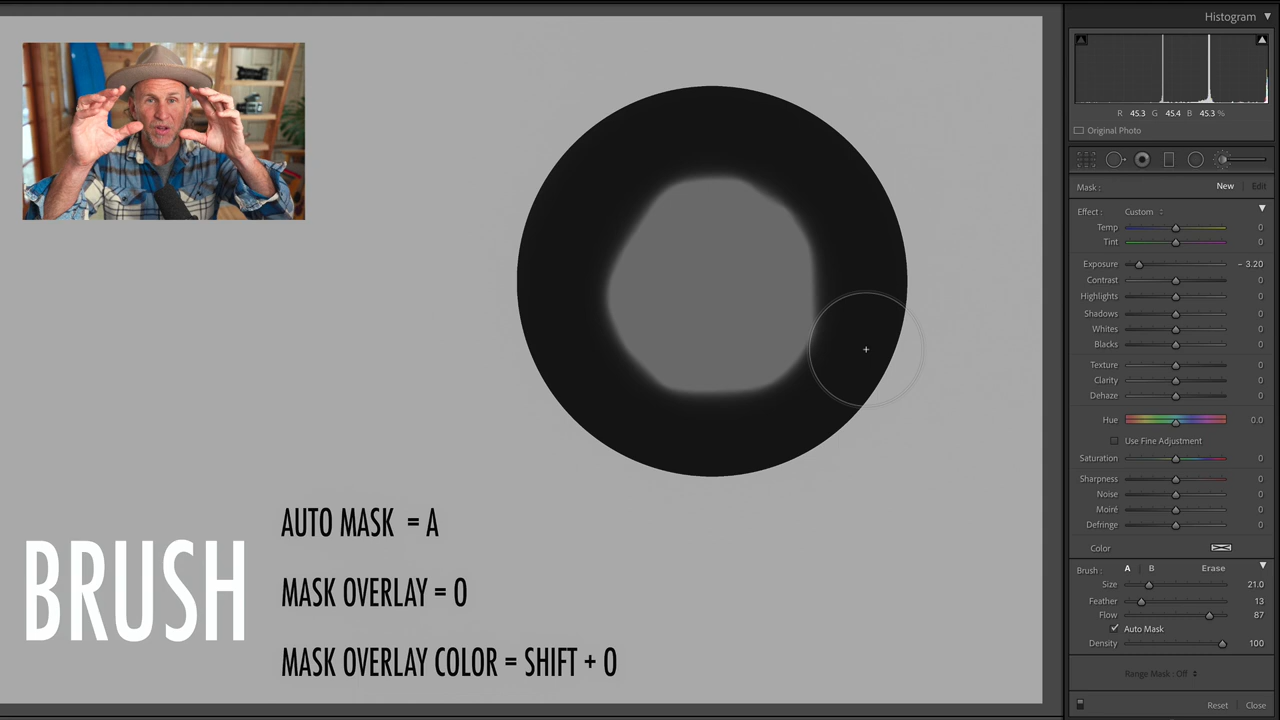 Histogram
R 45.3 G 45.4 B 45.3 %
Original Photo
Mask : New Edit
Effect : Custom
Temp 0
Tint 0
Exposure – 3.20
Contrast 0
Highlights 0
Shadows 0
Whites 0
Blacks 0
Texture 0
Clarity 0
Dehaze 0
Hue 0.0
Use Fine Adjustment
Saturation 0
Sharpness 0
Noise 0
Moiré 0
Defringe 0
Color
Brush : A B Erase
Size 21.0
Feather 13
Flow 87
Auto Mask
Density 100
Range Mask : Off
Reset Close
BRUSH
AUTO MASK = A
MASK OVERLAY = O
MASK OVERLAY COLOR = SHIFT + O